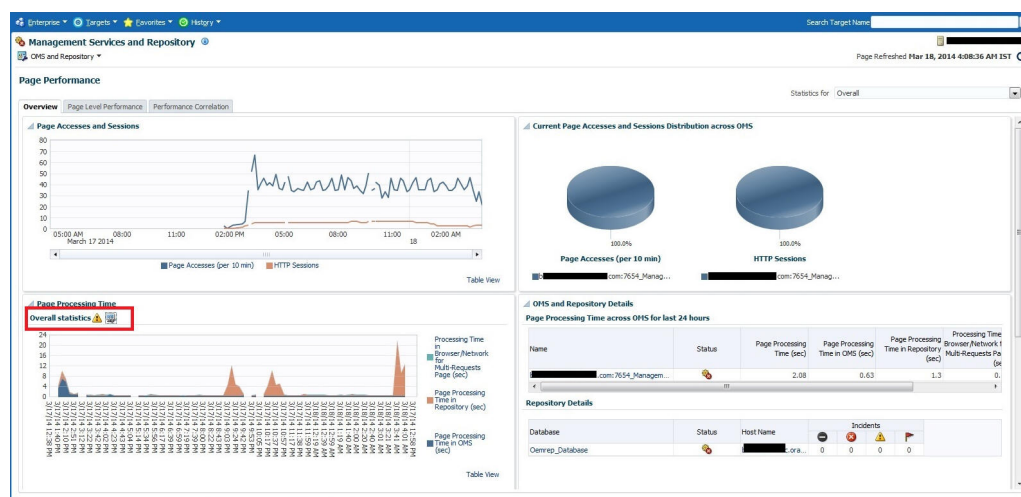 Enterprise Targets Favorites History Search Target Name
Management Services and Repository
OMS and Repository Page Refreshed Mar 18, 2014 4:08:36 AM IST
Page Performance
Statistics for Overall
Overview Page Level Performance Performance Correlation
Page Accesses and Sessions
80
70
60
50
40
30
20
10
0
05:00 AM 08:00 11:00 02:00 PM 05:00 08:00 11:00 02:00 AM
March 17 2014 18
Page Accesses (per 10 min) HTTP Sessions
Table View
Current Page Accesses and Sessions Distribution across OMS
100.0% 100.0%
Page Accesses (per 10 min) HTTP Sessions
b com:7654_Manag... com:7654_Manag...
Page Processing Time
Overall statistics
24
20
16
12
8
4
0
Processing Time
in
Browser/Network
for
Multi-Requests
Page (sec)
Page Processing
Time in
Repository (sec)
Page Processing
Time in OMS
(sec)
Table View
OMS and Repository Details
Page Processing Time across OMS for last 24 hours
Name Status Page Processing Time (sec) Page Processing Time in OMS (sec) Page Processing Time in Repository (sec) Processing Time Browser/Network Multi-Requests Pa (se
.com:7654_Managem... 2.08 0.63 1.3 0.
Repository Details
Database Status Host Name Incidents
Oemrep_Database c.ora... 0 0 0 0